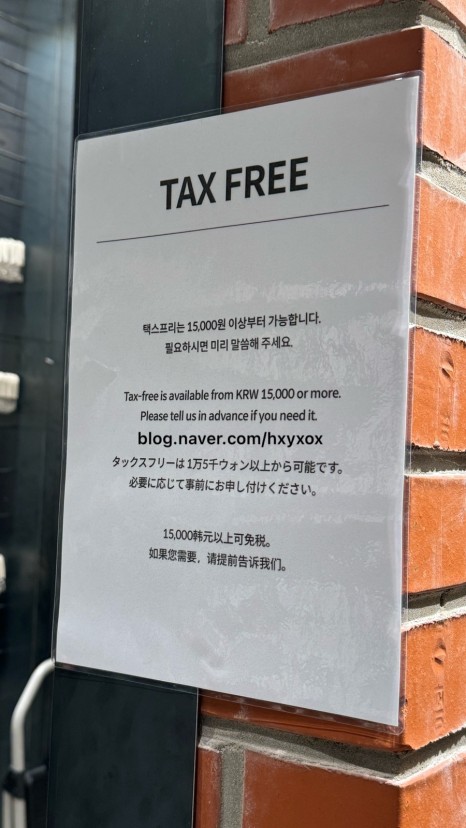 TAX FREE
택스프리는 15,000원 이상부터 가능합니다.
필요하시면 미리 말씀해 주세요.
Tax-free is available from KRW 15,000 or more.
Please tell us in advance if you need it.
blog.naver.com/hxyxox
タックスフリーは 1万5千ウォン以上から可能です。
必要に応じて事前にお申し付けください。
15,000韩元以上可免税。
如果您需要，请提前告诉我们。